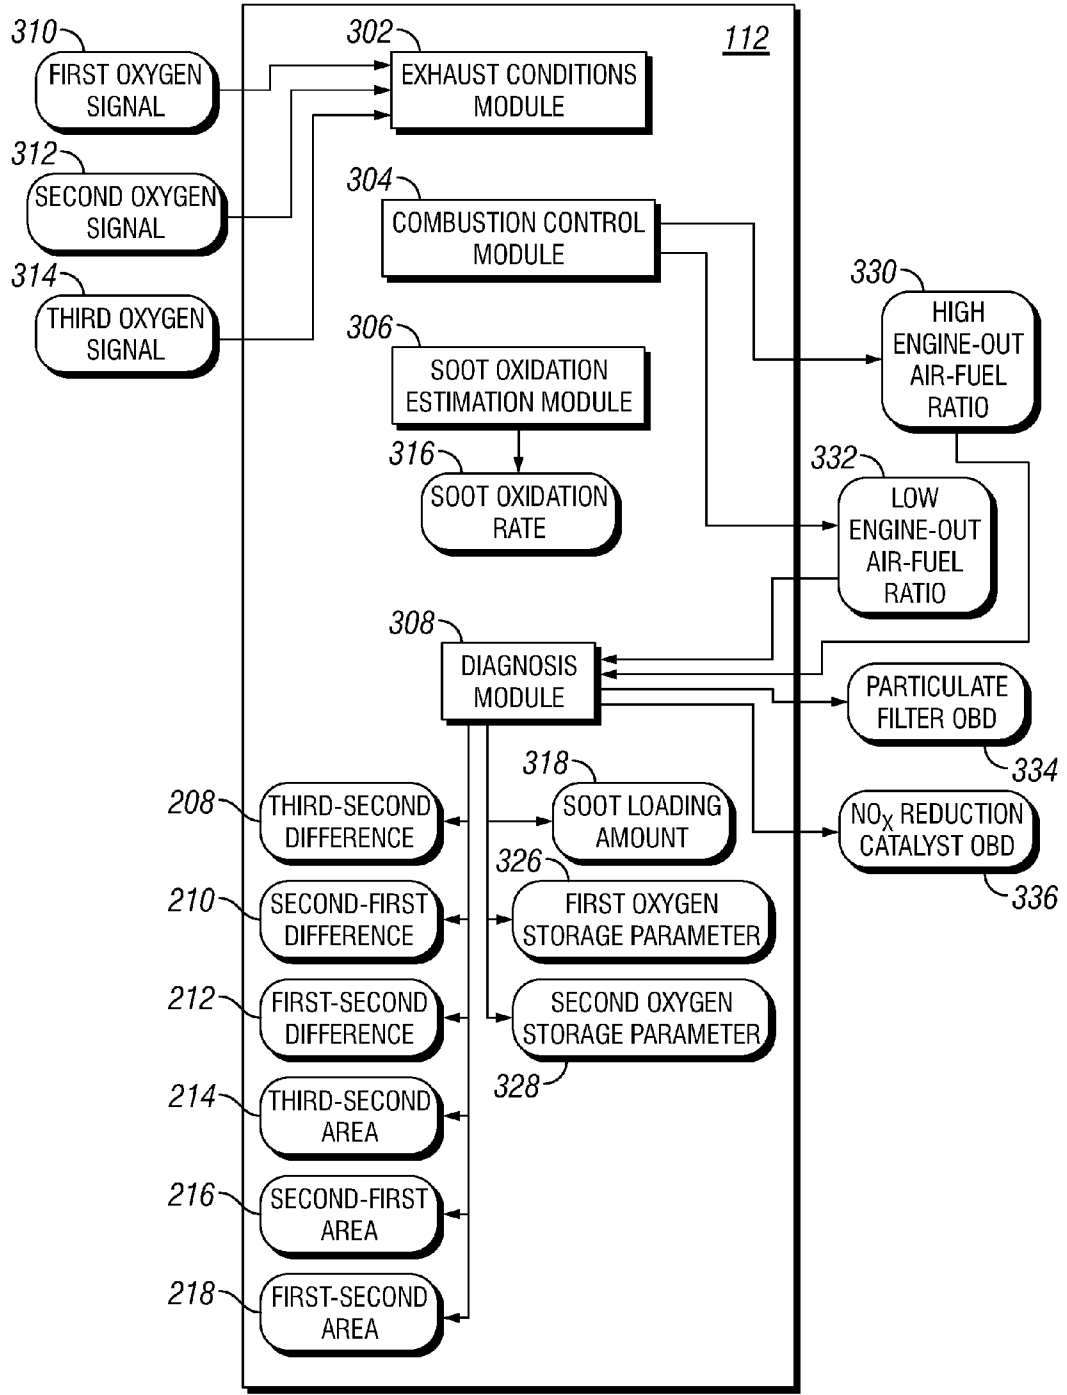 310
FIRST OXYGEN
SIGNAL
302
EXHAUST CONDITIONS
MODULE
112
312
SECOND OXYGEN
SIGNAL
304
COMBUSTION CONTROL
MODULE
314
THIRD OXYGEN
SIGNAL
330
HIGH
ENGINE-OUT
AIR-FUEL
RATIO
306
SOOT OXIDATION
ESTIMATION MODULE
316
SOOT OXIDATION
RATE
332
LOW
ENGINE-OUT
AIR-FUEL
RATIO
308
DIAGNOSIS
MODULE
PARTICULATE
FILTER OBD
334
208
THIRD-SECOND
DIFFERENCE
318
SOOT LOADING
AMOUNT
NOX REDUCTION
CATALYST OBD
336
210
SECOND-FIRST
DIFFERENCE
326
FIRST OXYGEN
STORAGE PARAMETER
212
FIRST-SECOND
DIFFERENCE
SECOND OXYGEN
STORAGE PARAMETER
328
214
THIRD-SECOND
AREA
216
SECOND-FIRST
AREA
218
FIRST-SECOND
AREA